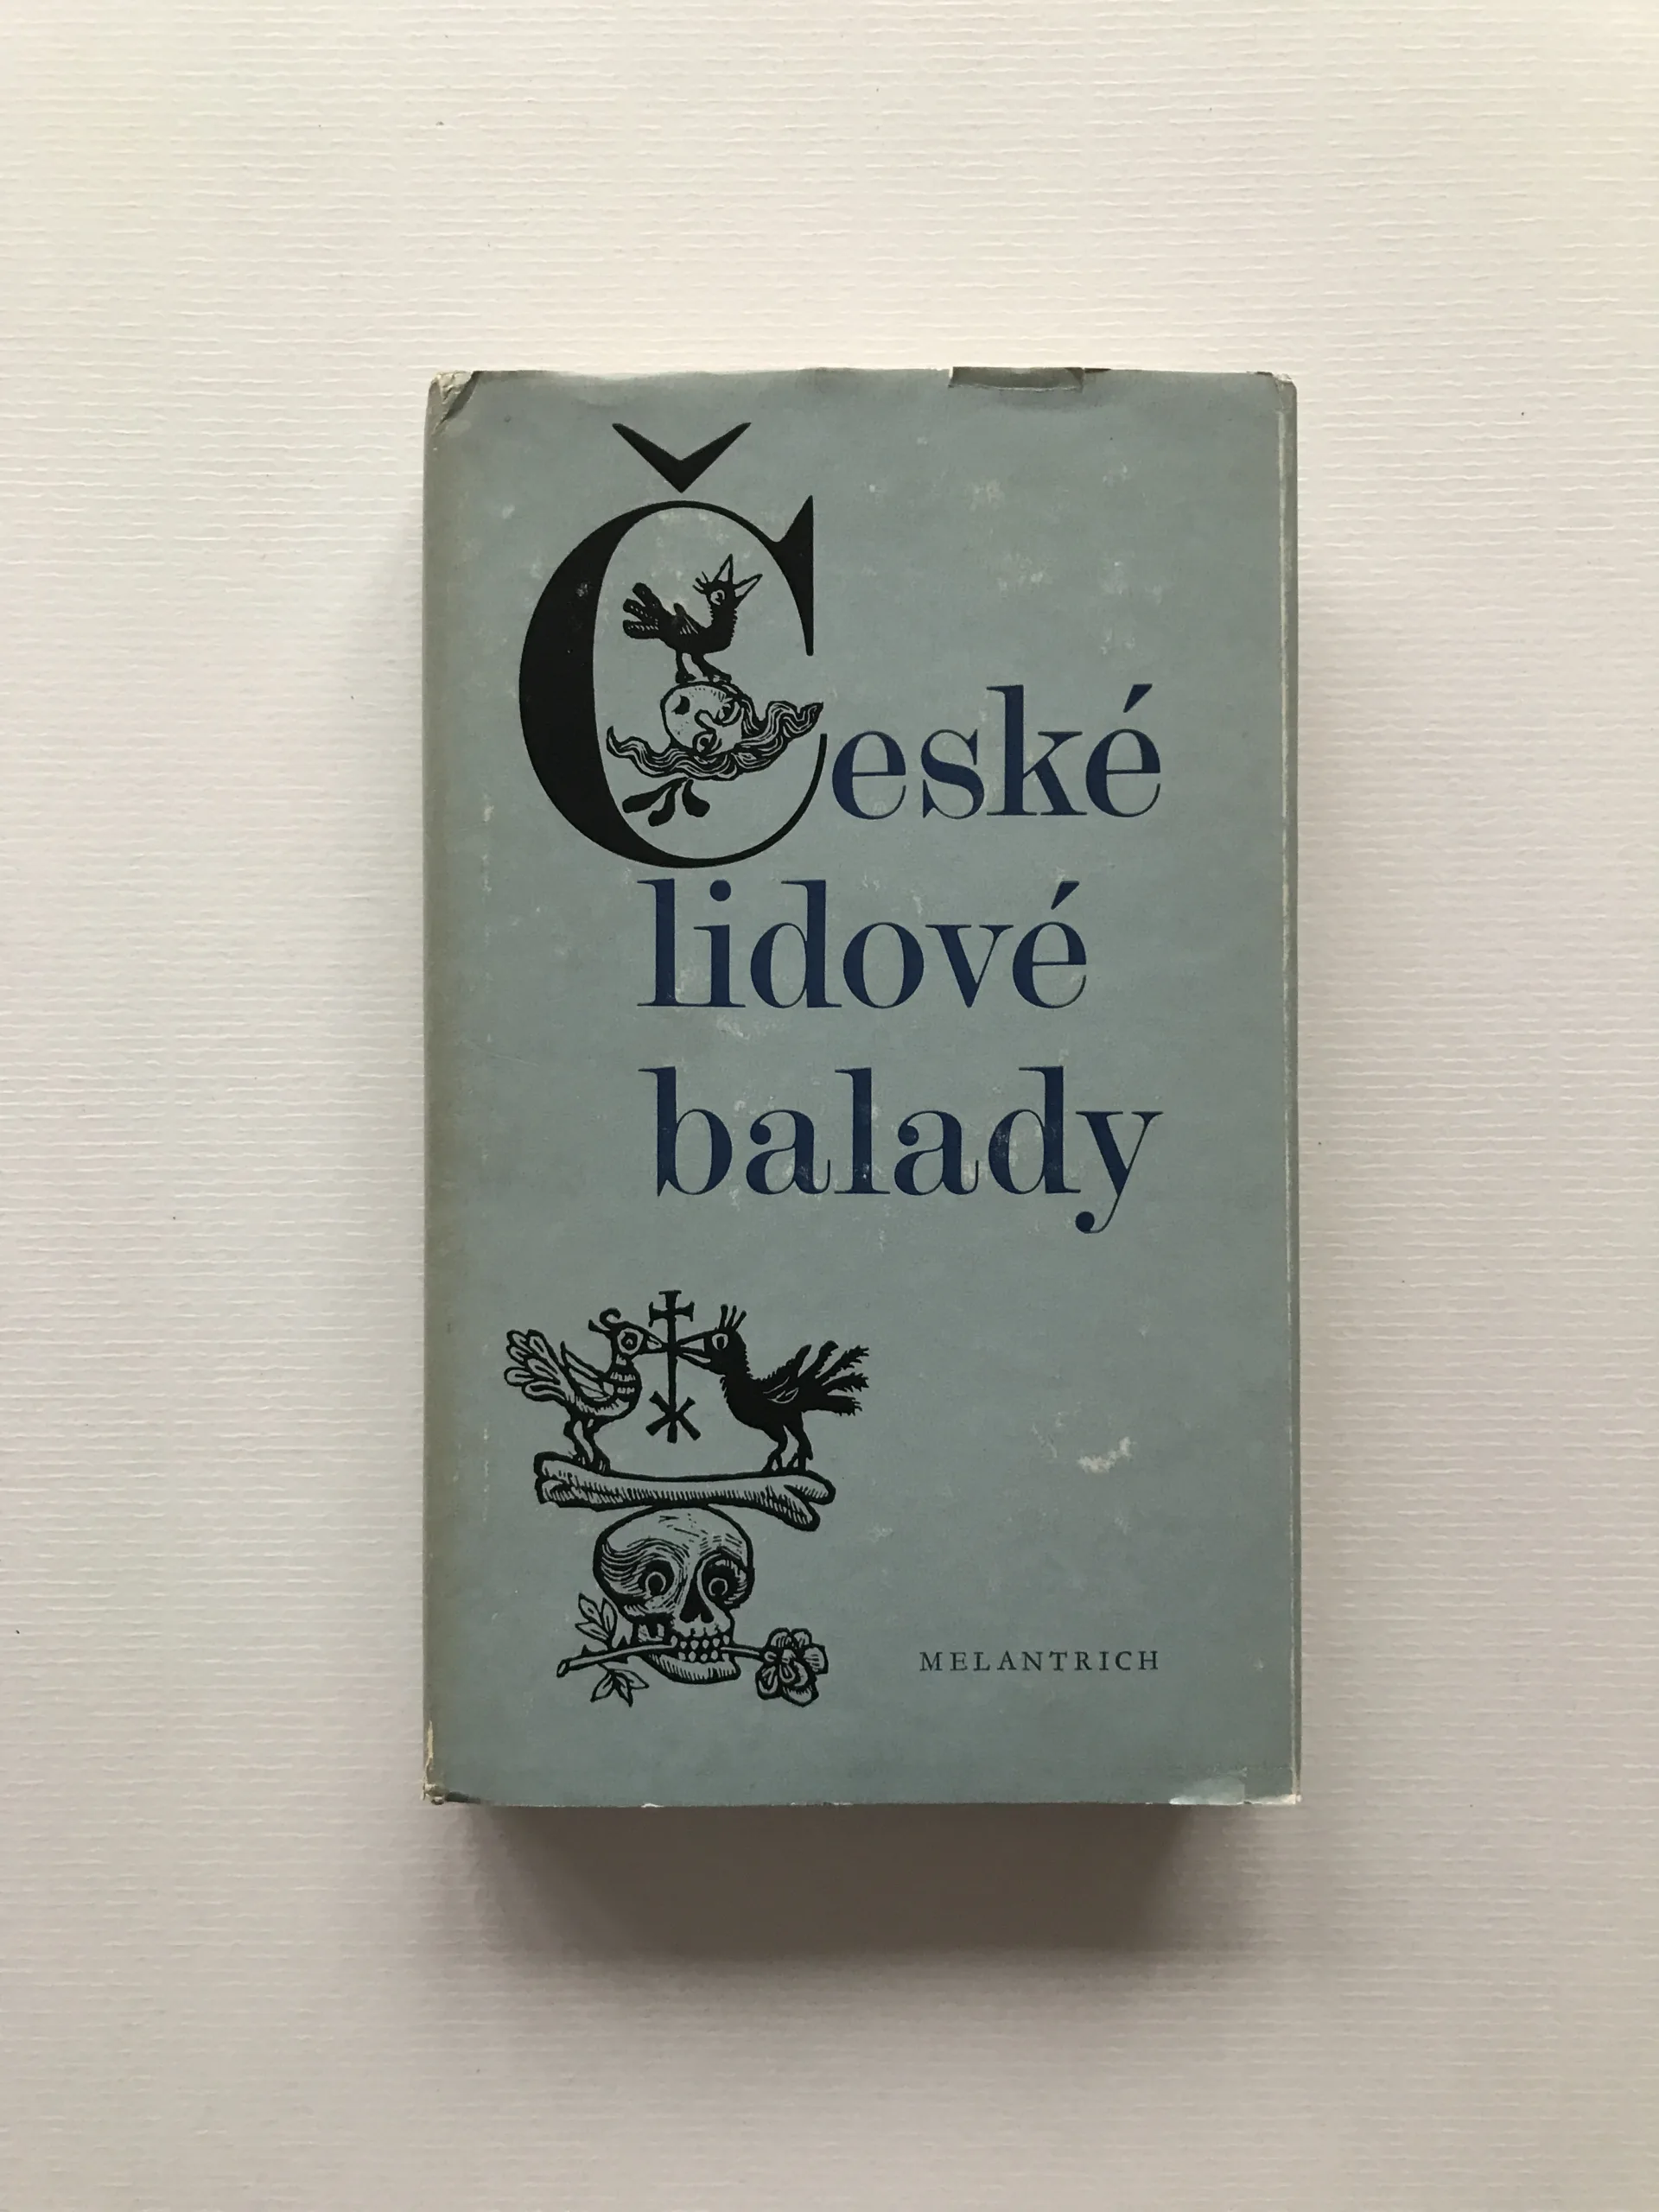 České
lidové
balady
MELANTRICH